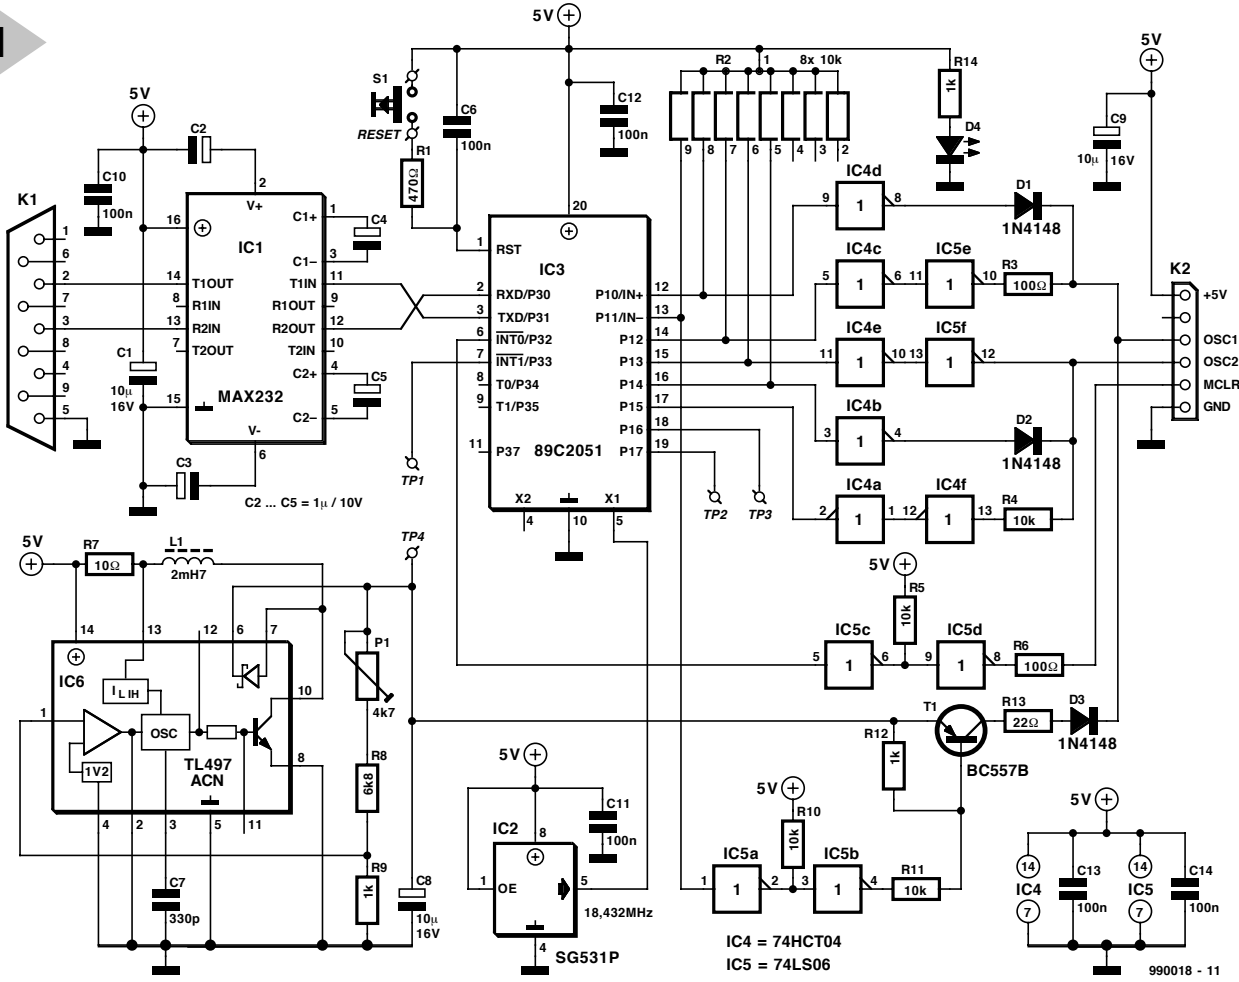 5V
R14
1k
D4
5V
C9
10µ
16V
S1
RESET
R1
470Ω
C6
100n
C12
100n
R2
1
8x 10k
9
8
7
6
5
4
3
2
5V
C2
C10
100n
K1
1
6
2
7
3
8
4
9
5
2
V+
16
IC1
C1+
1
C4
C1–
3
14
T1OUT
T1IN
11
8
R1IN
R1OUT
9
13
R2IN
R2OUT
12
7
T2OUT
T2IN
10
C1
10µ
16V
C2+
4
C5
MAX232
15
C2–
5
V-
6
C3
C2 ... C5 = 1µ / 10V
20
1
RST
IC3
2
RXD/P30
P10/IN+
12
3
TXD/P31
P11/IN–
13
6
INT0/P32
P12
14
7
INT1/P33
P13
15
8
T0/P34
P14
16
9
T1/P35
P15
17
P16
18
11
P37
89C2051
P17
19
X2
X1
4
10
5
TP1
TP2
TP3
IC4d
9
1
8
D1
1N4148
IC4c
IC5e
5
1
6
11
1
10
R3
100Ω
IC4e
IC5f
11
1
10
13
1
12
IC4b
3
1
4
D2
1N4148
IC4a
IC4f
2
1
1
12
1
13
R4
10k
K2
+5V
OSC1
OSC2
MCLR
GND
5V
R5
10k
IC5c
IC5d
5
1
6
9
1
8
R6
100Ω
5V
R7
10Ω
L1
2mH7
TP4
14
13
12
6
7
IC6
I L IH
10
1
OSC
1V2
TL497
ACN
8
4
2
3
5
11
P1
4k7
R8
6k8
R9
1k
C7
330p
C8
10µ
16V
5V
IC2
8
C11
100n
1
OE
5
18,432MHz
4
SG531P
T1
R12
1k
R13
22Ω
D3
1N4148
BC557B
5V
R10
10k
IC5a
IC5b
1
1
2
3
1
4
R11
10k
IC4 = 74HCT04
IC5 = 74LS06
5V
14
14
IC4
C13
IC5
C14
7
100n
7
100n
990018 - 11